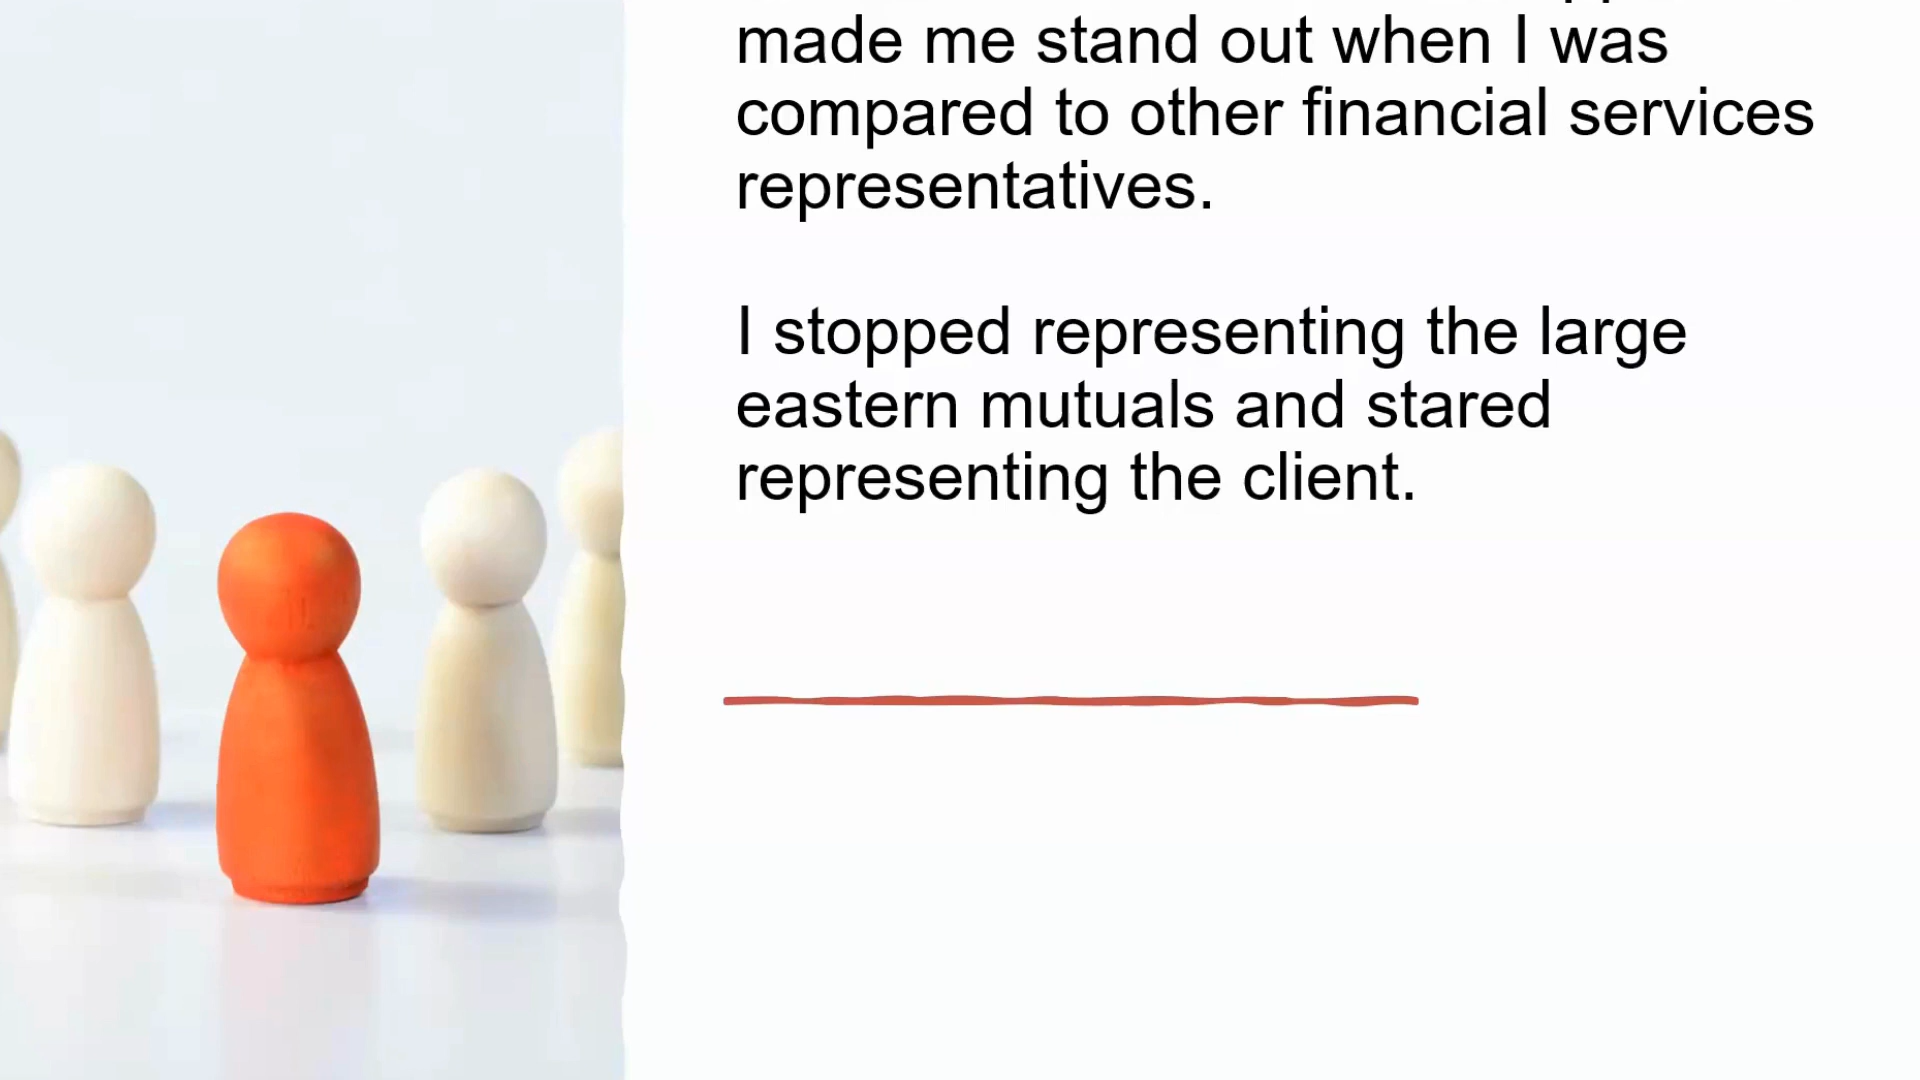 made me stand out when I was
compared to other financial services
representatives.
I stopped representing the large
eastern mutuals and stared
representing the client.